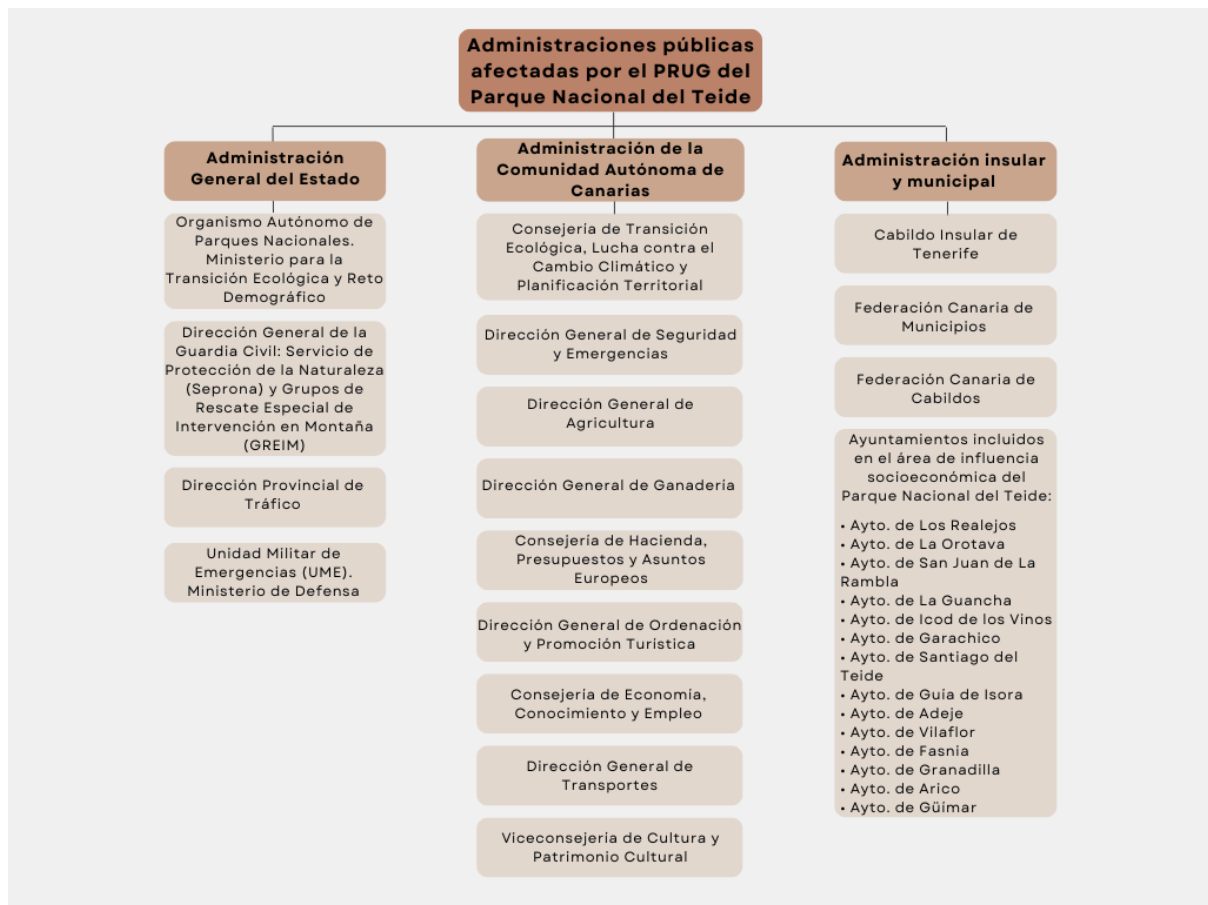 Administraciones públicas
afectadas por el PRUG del
Parque Nacional del Teide
Administración
General del Estado
Organismo Autónomo de
Parques Nacionales.
Ministerio para la
Transición Ecológica y Reto
Demográfico
Dirección General de la
Guardia Civil: Servicio de
Protección de la Naturaleza
(Seprona) y Grupos de
Rescate Especial de
Intervención en Montaña
(GREIM)
Dirección Provincial de
Tráfico
Unidad Militar de
Emergencias (UME).
Ministerio de Defensa
Administración de la
Comunidad Autónoma de
Canarias
Consejería de Transición
Ecológica, Lucha contra el
Cambio Climático y
Planificación Territorial
Dirección General de Seguridad
y Emergencias
Dirección General de
Agricultura
Dirección General de Ganadería
Consejería de Hacienda,
Presupuestos y Asuntos
Europeos
Dirección General de Ordenación
y Promoción Turística
Consejería de Economía,
Conocimiento y Empleo
Dirección General de
Transportes
Viceconsejería de Cultura y
Patrimonio Cultural
Administración insular
y municipal
Cabildo Insular de
Tenerife
Federación Canaria de
Municipios
Federación Canaria de
Cabildos
Ayuntamientos incluidos
en el área de influencia
socioeconómica del
Parque Nacional del Teide:
• Ayto. de Los Realejos
• Ayto. de La Orotava
• Ayto. de San Juan de La
Rambla
• Ayto. de La Guancha
• Ayto. de Icod de los Vinos
• Ayto. de Garachico
• Ayto. de Santiago del
Teide
• Ayto. de Guía de Isora
• Ayto. de Adeje
• Ayto. de Vilaflor
• Ayto. de Fasnia
• Ayto. de Granadilla
• Ayto. de Arico
• Ayto. de Güímar